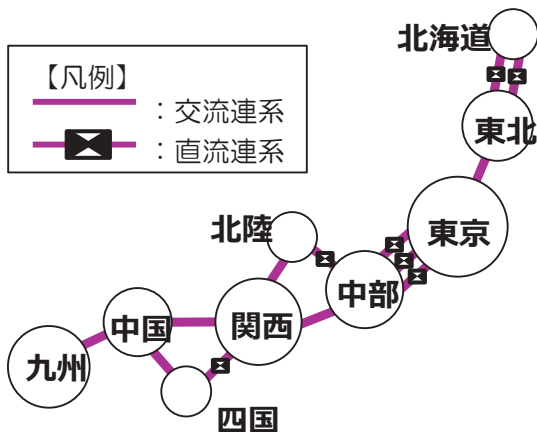 北海道
【凡例】
:交流連系
:直流連系
東北
東京
北陸
中部
関西
中国
九州
四国